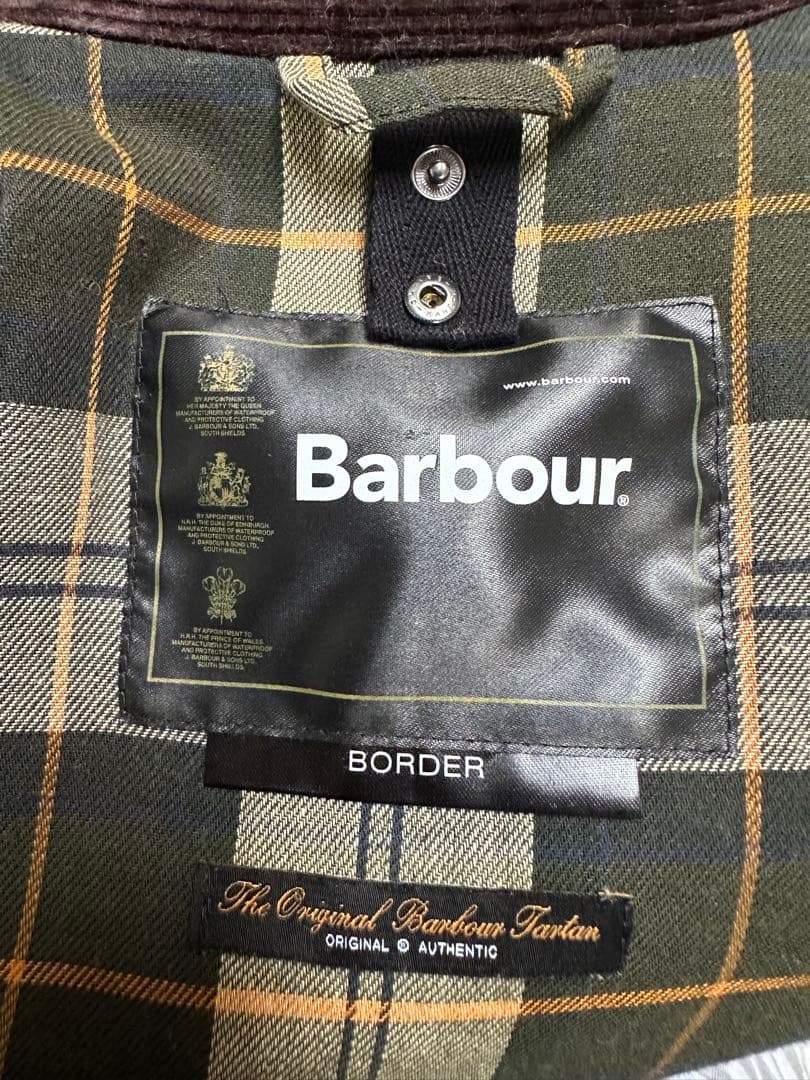 www.barbour.com
Barbour®
BY APPOINTMENT TO
HER MAJESTY THE QUEEN
MANUFACTURERS OF WATERPROOF
AND PROTECTIVE CLOTHING
J. BARBOUR & SONS LTD.
SOUTH SHIELDS.
BY APPOINTMENT TO
H.R.H. THE DUKE OF EDINBURGH
MANUFACTURERS OF WATERPROOF
AND PROTECTIVE CLOTHING
J. BARBOUR & SONS LTD.,
SOUTH SHIELDS.
BY APPOINTMENT TO
H.R.H. THE PRINCE OF WALES
MANUFACTURERS OF WATERPROOF
AND PROTECTIVE CLOTHING
J. BARBOUR & SONS LTD.
SOUTH SHIELDS.
BORDER
The Original Barbour Tartan
ORIGINAL ® AUTHENTIC